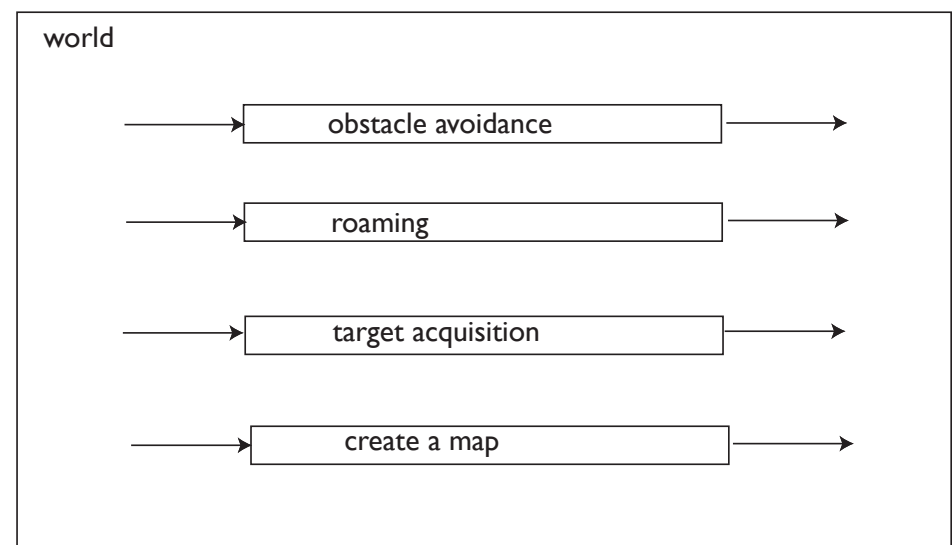 world
obstacle avoidance
roaming
target acquisition
create a map